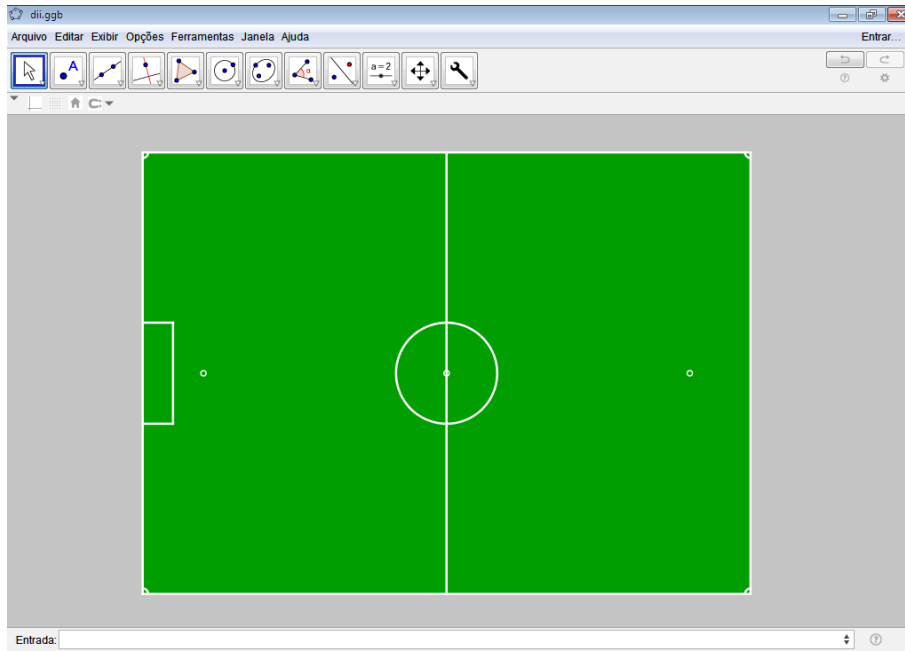 dii.ggb
Arquivo Editar Exibir Opções Ferramentas Janela Ajuda Entrar...
A α a=2
Entrada: